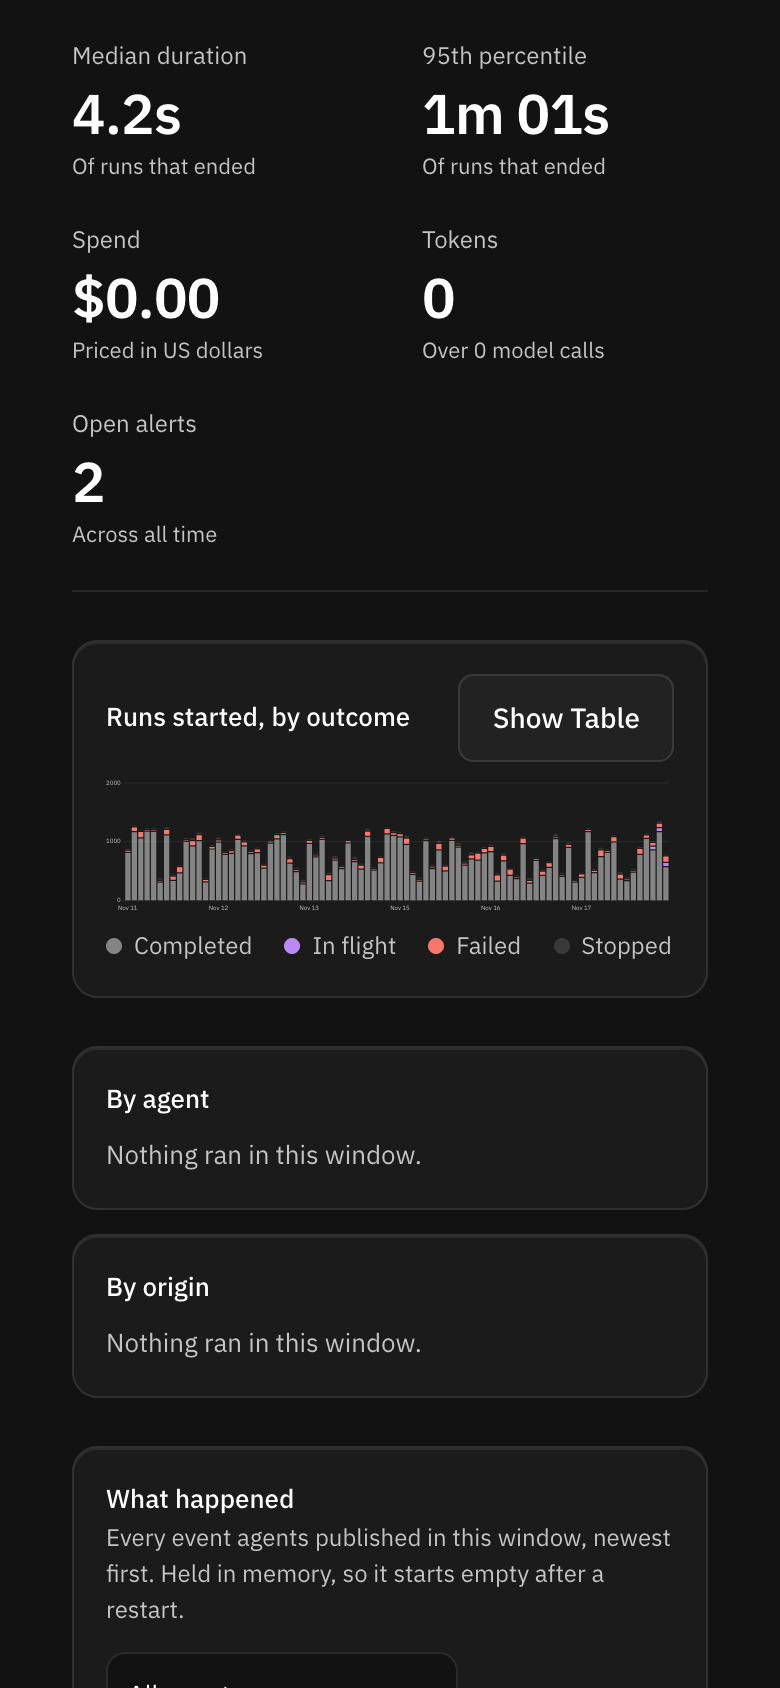 Median duration
95th percentile
4.2s
1m 01s
Of runs that ended
Of runs that ended
Spend
Tokens
$0.00
0
Priced in US dollars
Over 0 model calls
Open alerts
2
Across all time
Runs started, by outcome
Show Table
2000
1000
0
Nov 11 Nov 12 Nov 13 Nov 15 Nov 16 Nov 17
Completed In flight Failed Stopped
By agent
Nothing ran in this window.
By origin
Nothing ran in this window.
What happened
Every event agents published in this window, newest
first. Held in memory, so it starts empty after a
restart.